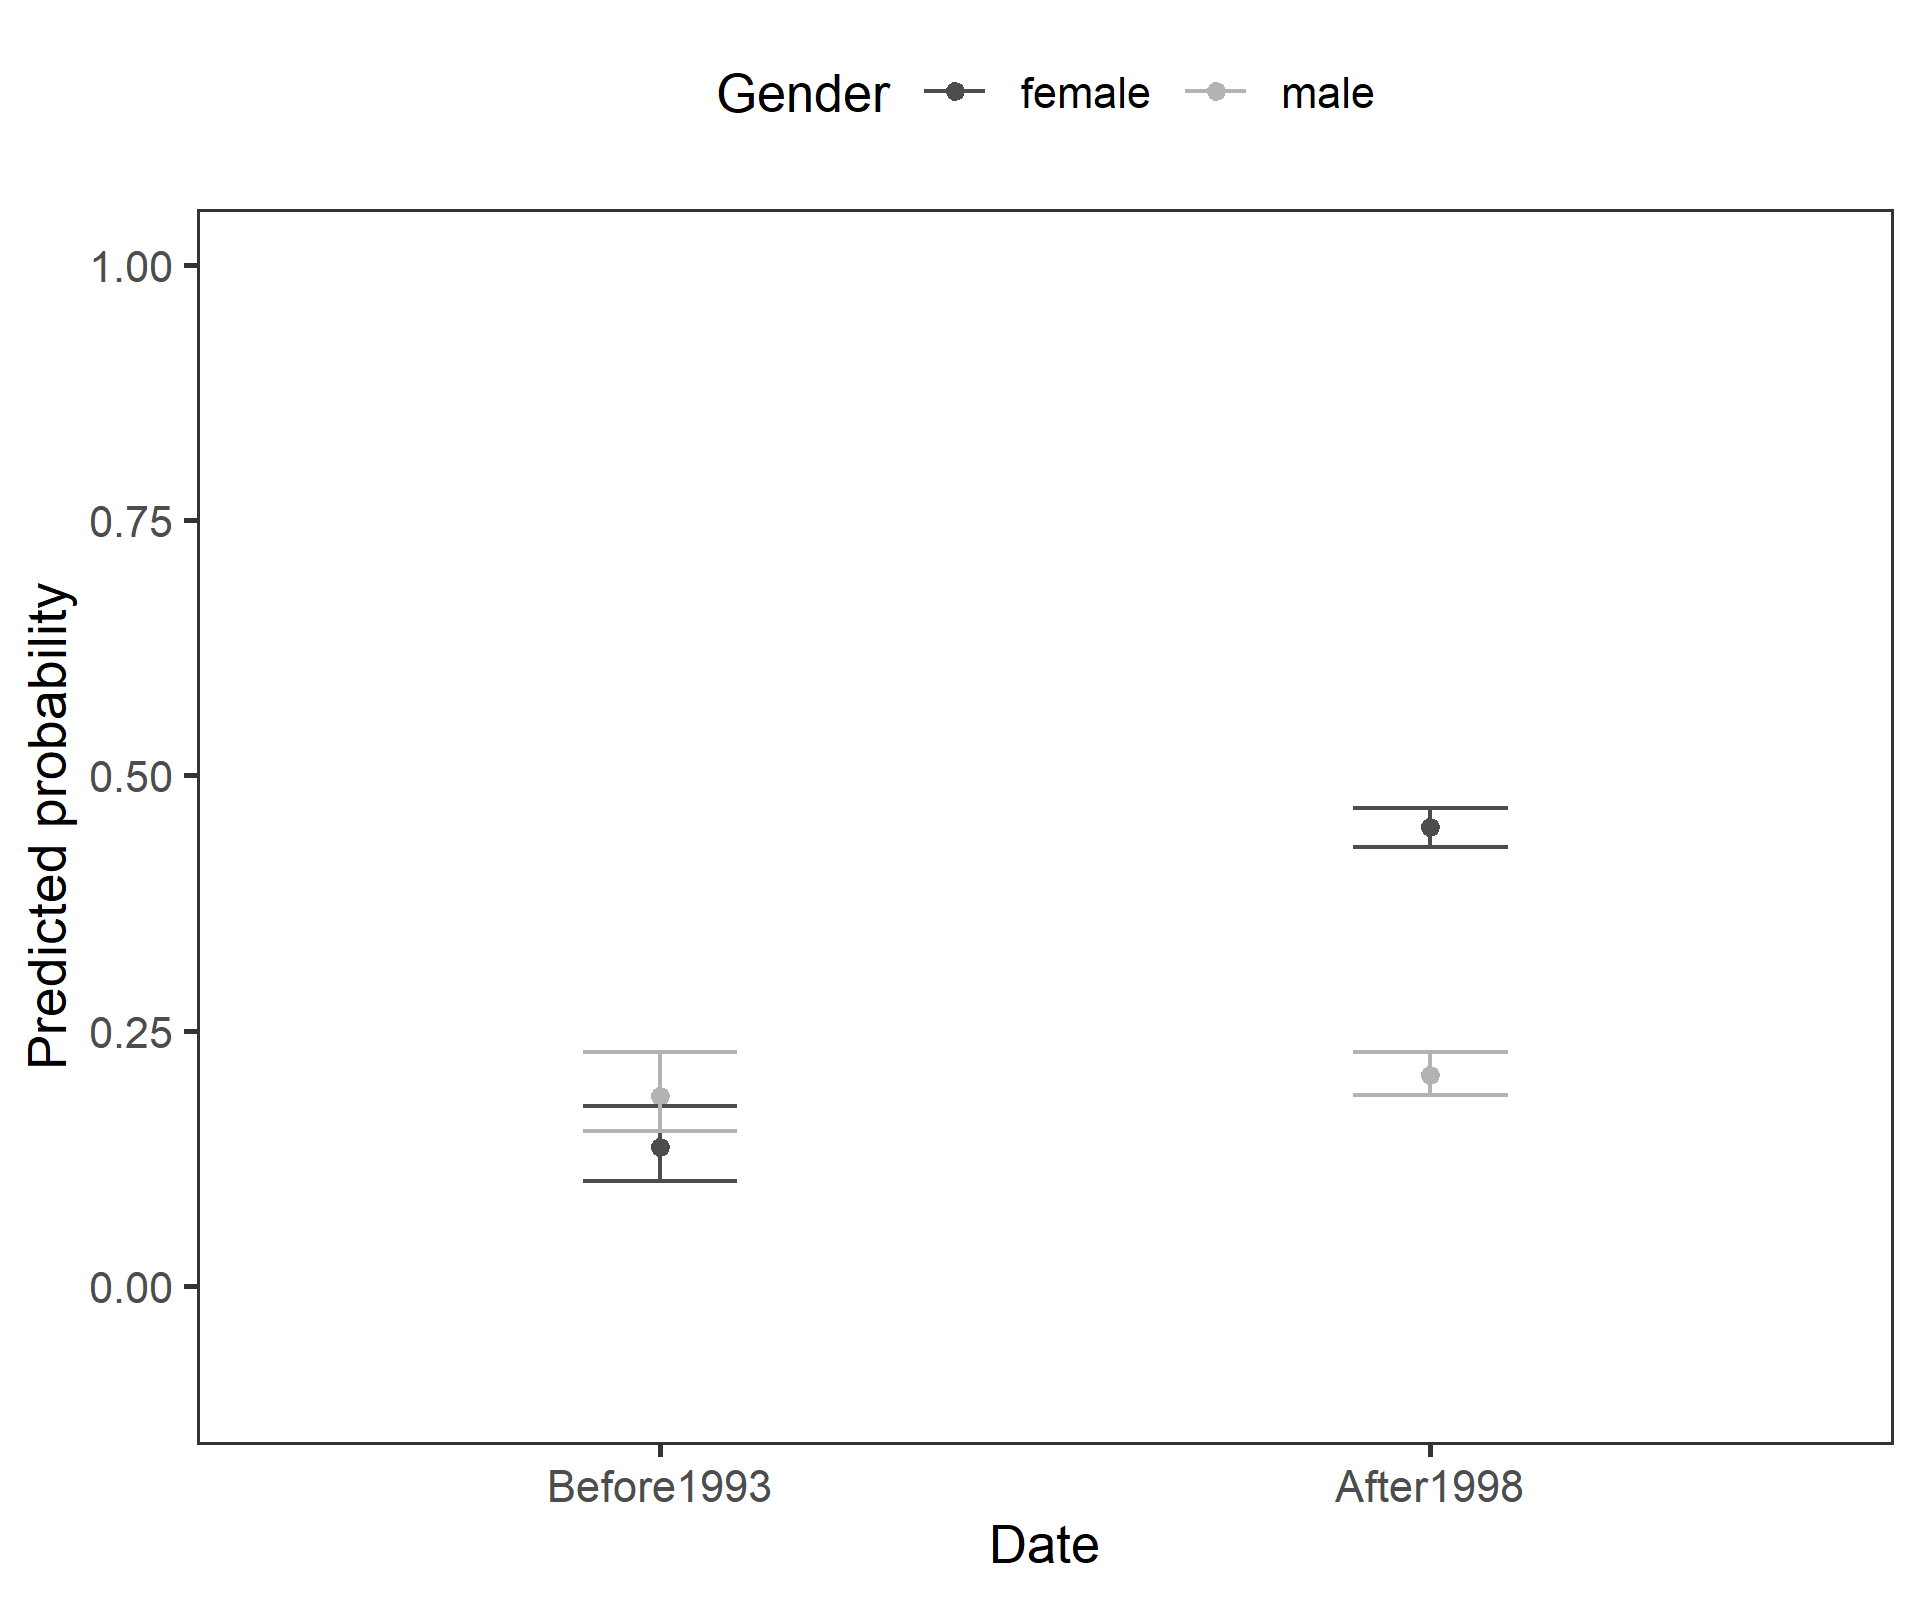 Gender female male
1.00
0.75
0.50
0.25
0.00
Predicted probability
Before1993 After1998
Date